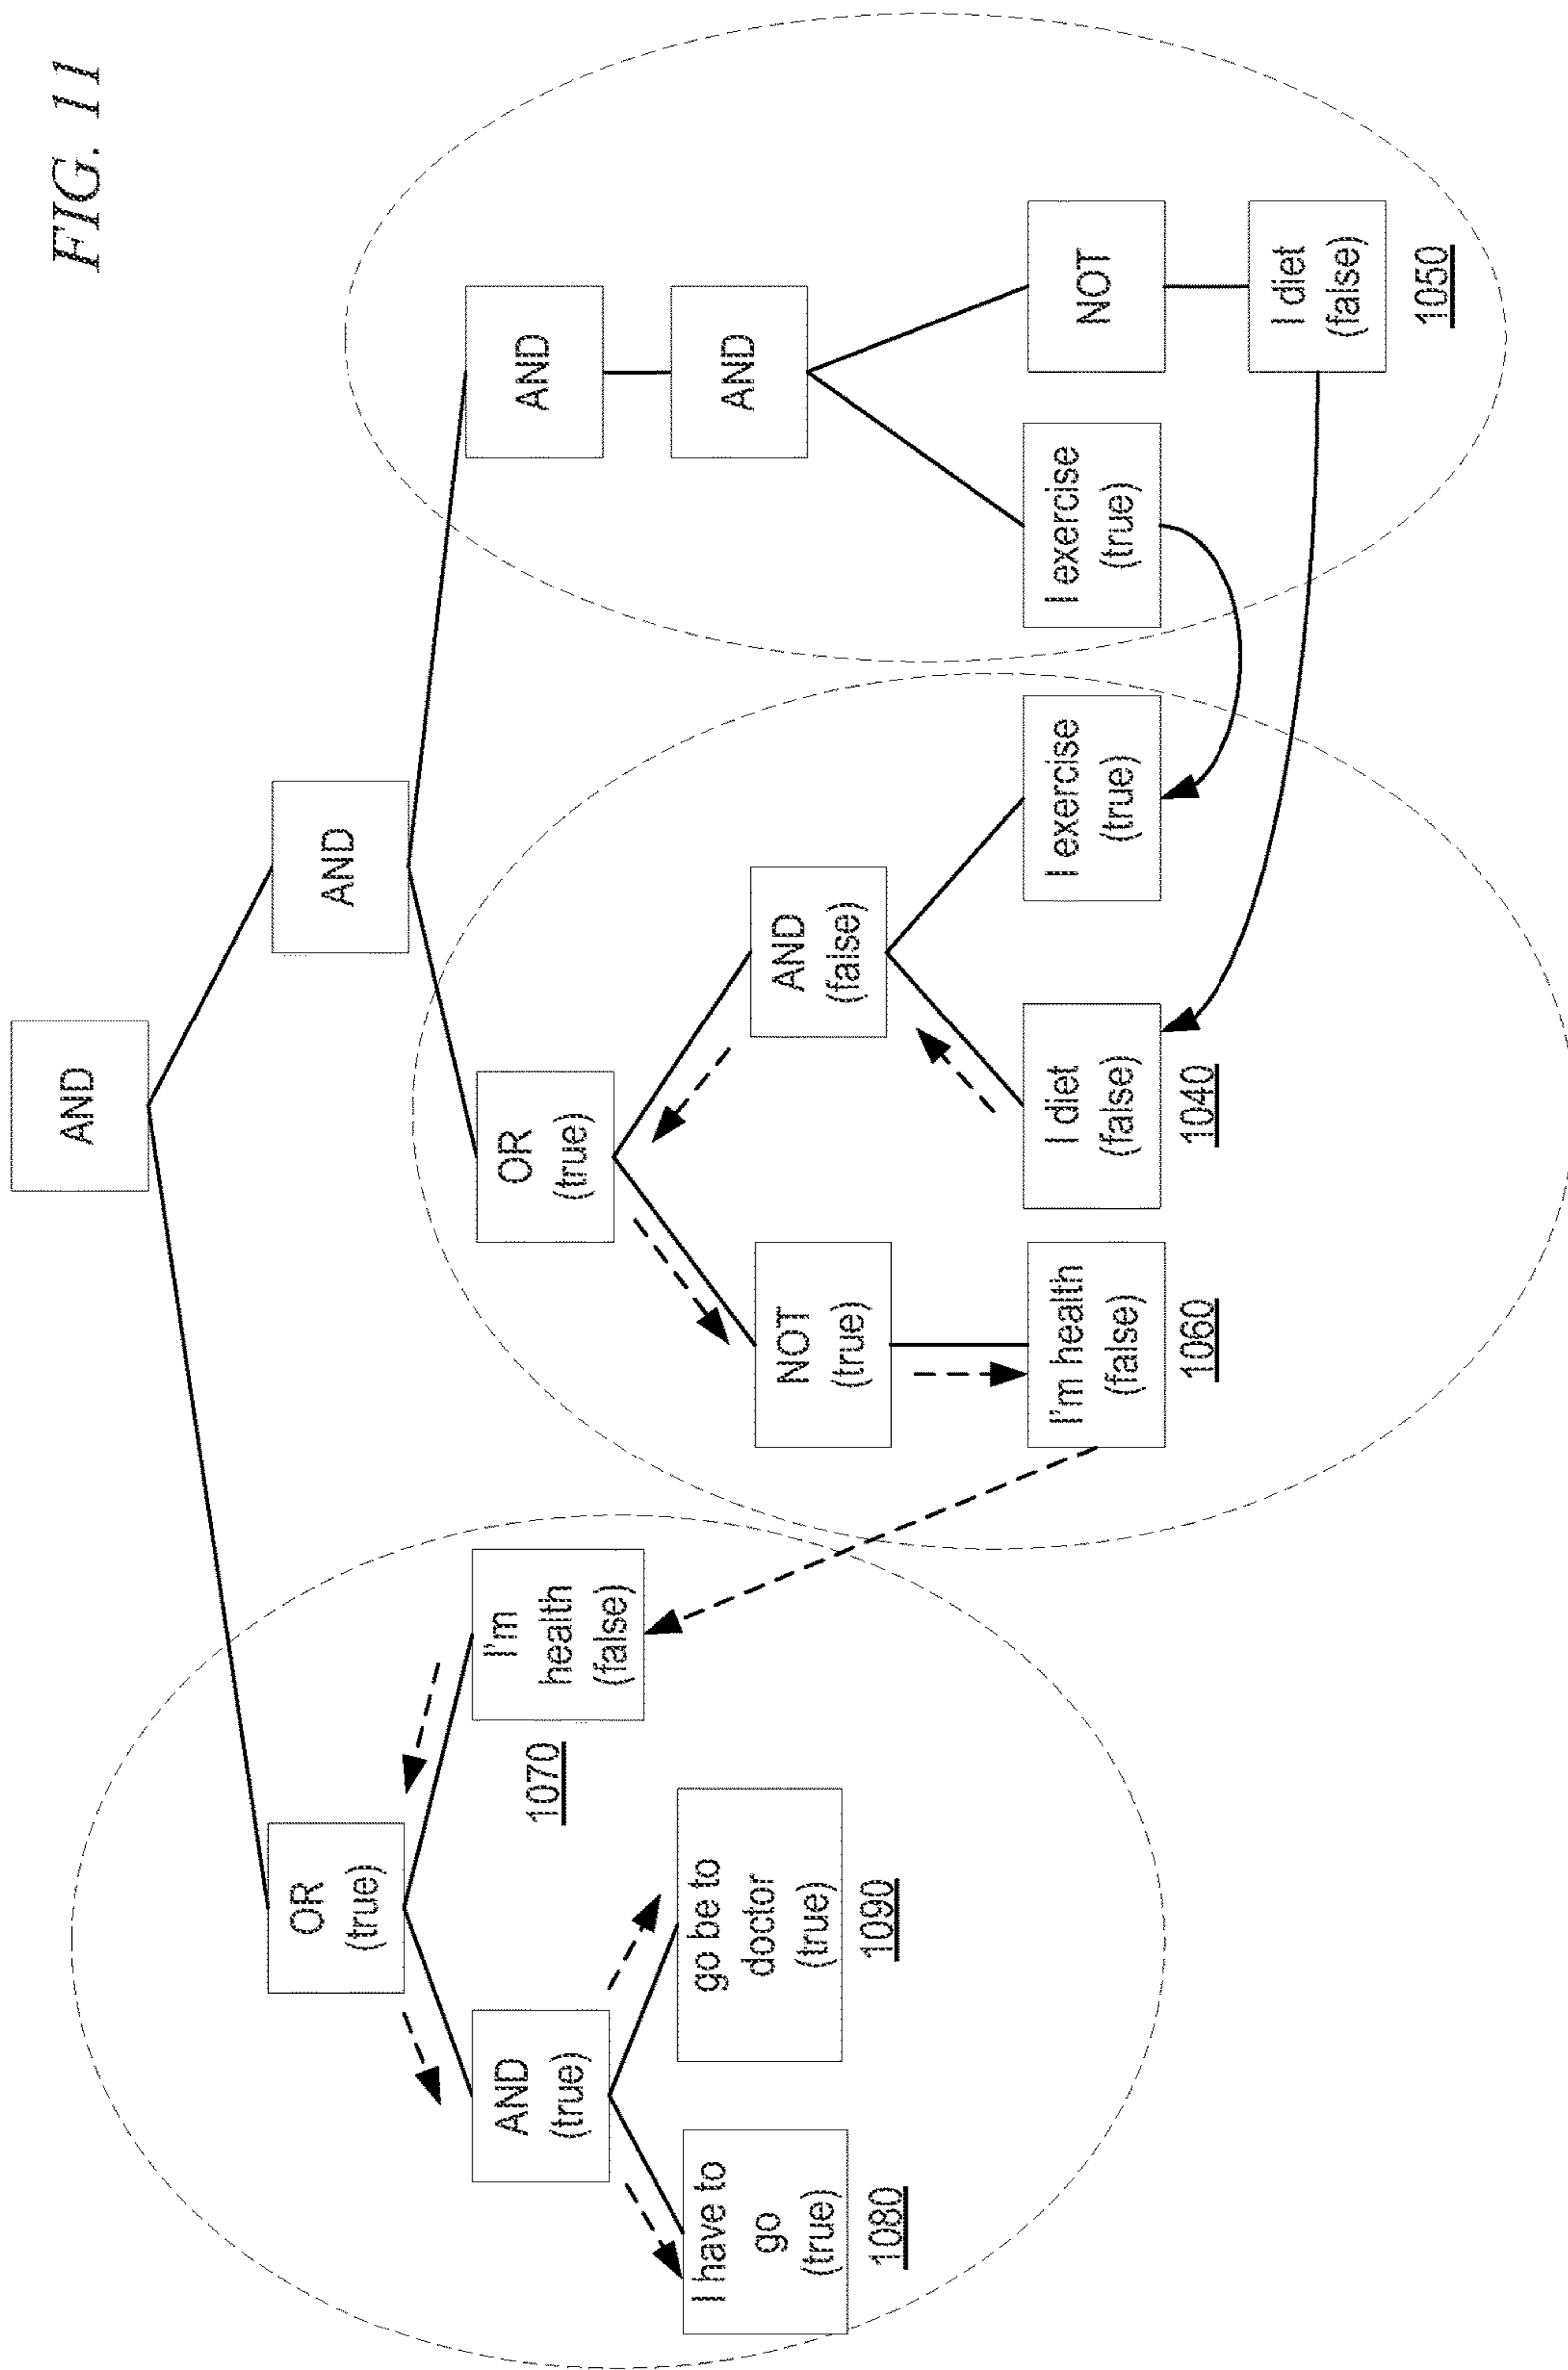 FIG. 11
AND
AND
OR
(true)
AND
(true)
I'm
health
(false)
1070
I have to
go
(true)
1080
go be to
doctor
(true)
1090
OR
(true)
NOT
(true)
AND
(false)
I'm health
(false)
1060
I diet
(false)
1040
I exercise
(true)
AND
AND
I exercise
(true)
NOT
I diet
(false)
1050